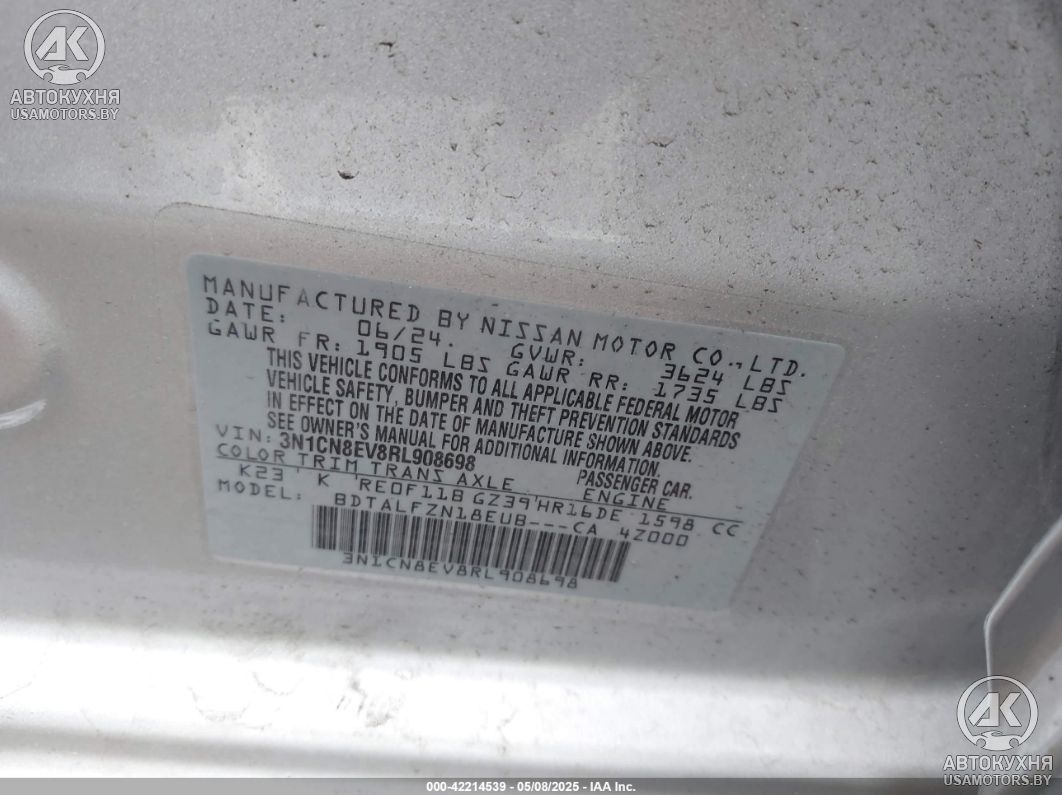 AK
АВТОКУХНЯ
USAMOTORS.BY
MANUFACTURED BY NISSAN MOTOR CO.,LTD.
DATE: 06/24. GVWR: 3624 LBS
GAWR FR: 1905 LBS GAWR RR: 1735 LBS
THIS VEHICLE CONFORMS TO ALL APPLICABLE FEDERAL MOTOR
VEHICLE SAFETY, BUMPER AND THEFT PREVENTION STANDARDS
IN EFFECT ON THE DATE OF MANUFACTURE SHOWN ABOVE.
SEE OWNER'S MANUAL FOR ADDITIONAL INFORMATION.
VIN: 3N1CN8EV8RL908698 PASSENGER CAR.
COLOR TRIM TRANS AXLE ENGINE
K23 K RE0F11B GZ39 HR16DE 1598 CC
MODEL: BDTALFZN18EUB---CA 4Z000
3N1CN8EV8RL908698
AK
АВТОКУХНЯ
USAMOTORS.BY
000-42214539 - 05/08/2025 - IAA Inc.